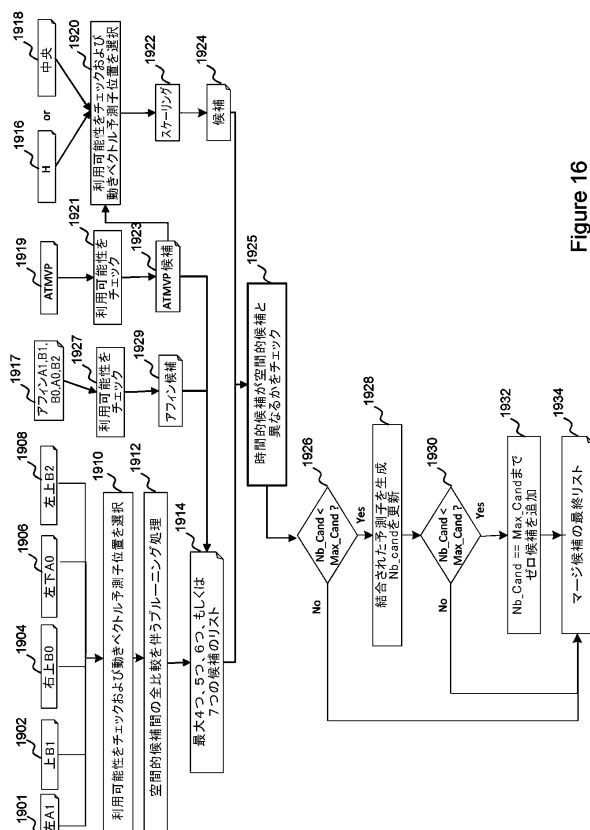 1901
左A1
1902
上B1
1904
右上B0
1906
左下A0
1908
左上B2
1917
アフィンA1,B1,
B0,A0,B2
1919
ATMVP
1916
H
or
1918
中央
1910
利用可能性をチェックおよび動きベクトル予測子位置を選択
1927
利用可能性を
チェック
1921
利用可能性を
チェック
1920
利用可能性をチェックおよび
動きベクトル予測子位置を選択
1912
空間的候補間の全比較を伴うプルーニング処理
1929
アフィン候補
1923
ATMVP候補
1922
スケーリング
1914
最大4つ、5つ、6つ、もしくは
7つの候補のリスト
1924
候補
1925
時間的候補が空間的候補と
異なるかをチェック
1926
Nb_Cand <
Max_Cand ?
No
Yes
1928
結合された予測子を生成
Nb_candを更新
1930
Nb_Cand <
Max_Cand ?
No
Yes
1932
Nb_Cand == Max_Candまで
ゼロ候補を追加
1934
マージ候補の最終リスト
Figure 16